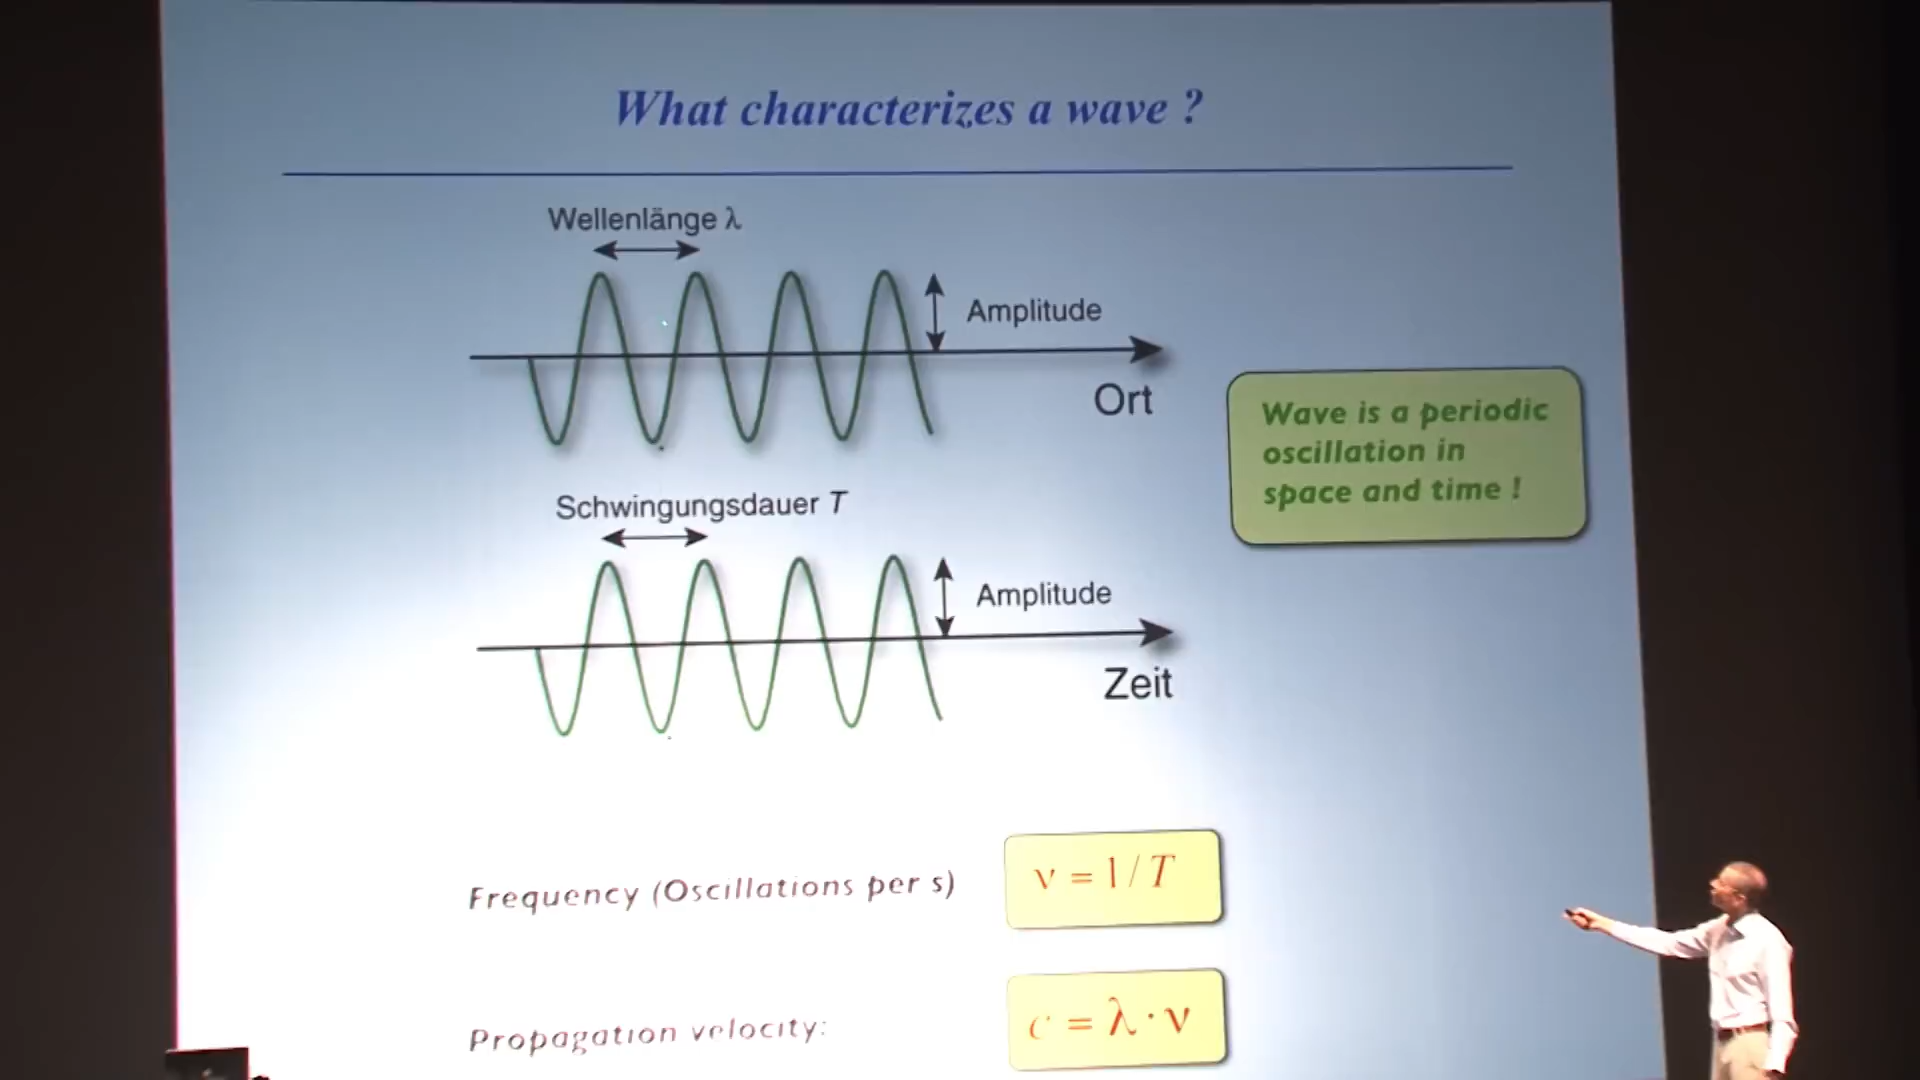 What characterizes a wave ?
Wellenlänge λ
Amplitude
Ort
Wave is a periodic
oscillation in
space and time !
Schwingungsdauer T
Amplitude
Zeit
Frequency (Oscillations per s)
ν = 1 / T
Propagation velocity:
c = λ · ν